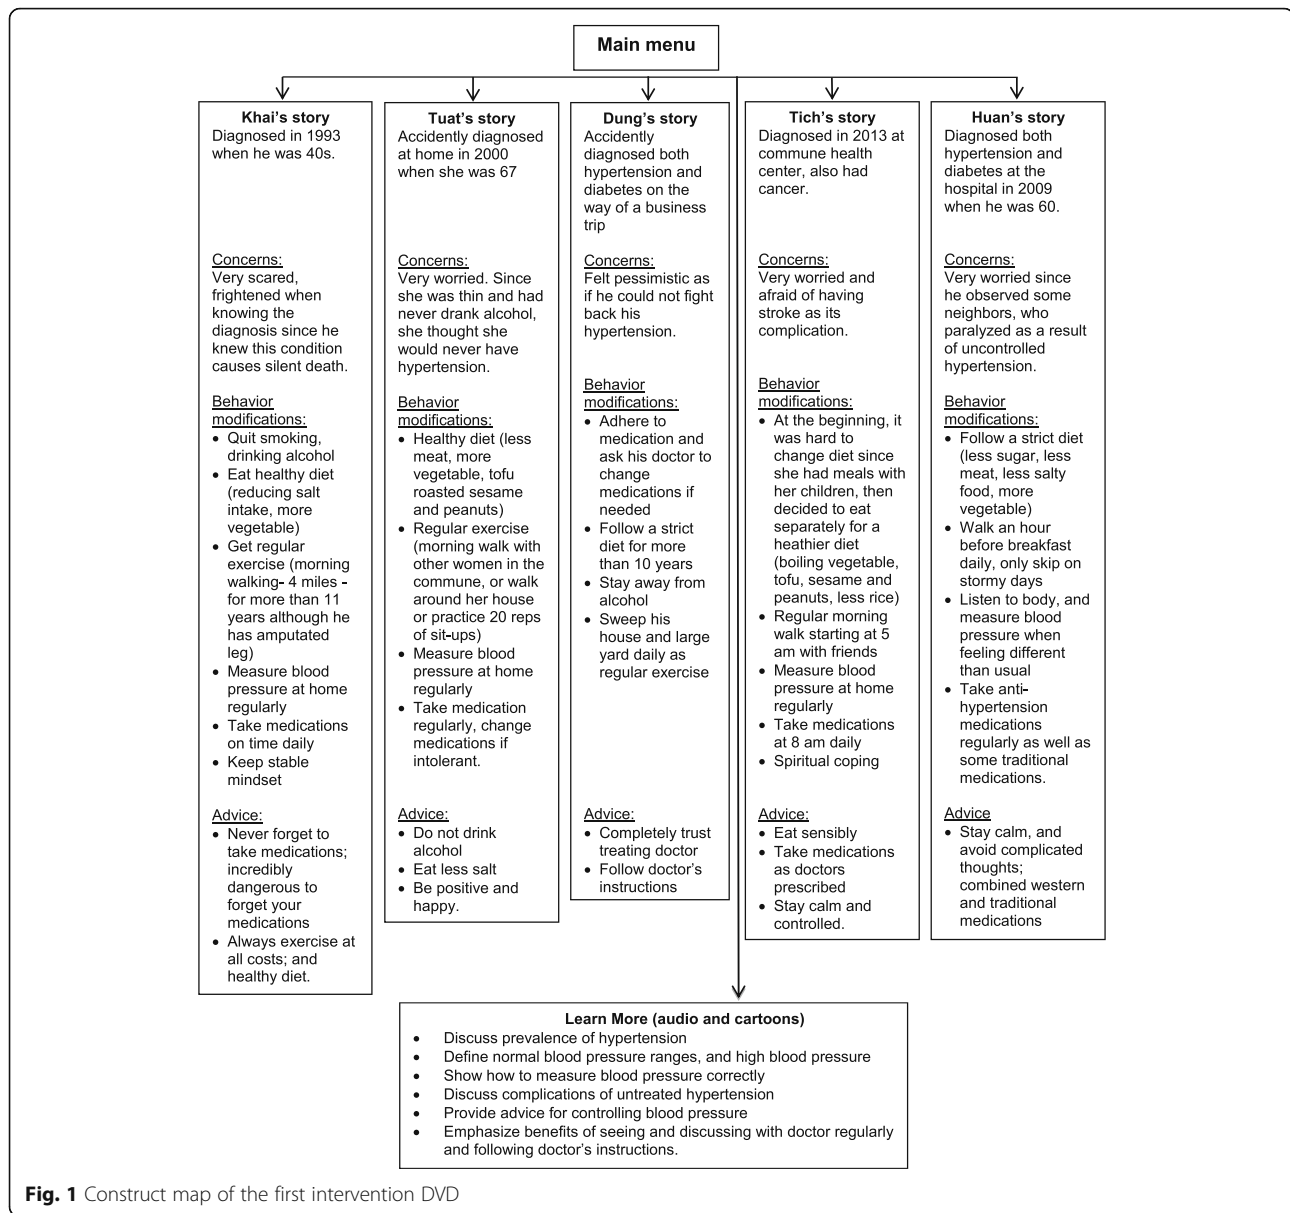 Main menu
Khai's story
Diagnosed in 1993
when he was 40s.
Concerns:
Very scared,
frightened when
knowing the
diagnosis since he
knew this condition
causes silent death.
Behavior
modifications:
• Quit smoking,
drinking alcohol
• Eat healthy diet
(reducing salt
intake, more
vegetable)
• Get regular
exercise (morning
walking- 4 miles -
for more than 11
years although he
has amputated
leg)
• Measure blood
pressure at home
regularly
• Take medications
on time daily
• Keep stable
mindset
Advice:
• Never forget to
take medications;
incredibly
dangerous to
forget your
medications
• Always exercise at
all costs; and
healthy diet.
Tuat's story
Accidently diagnosed
at home in 2000
when she was 67
Concerns:
Very worried. Since
she was thin and had
never drank alcohol,
she thought she
would never have
hypertension.
Behavior
modifications:
• Healthy diet (less
meat, more
vegetable, tofu
roasted sesame
and peanuts)
• Regular exercise
(morning walk with
other women in the
commune, or walk
around her house
or practice 20 reps
of sit-ups)
• Measure blood
pressure at home
regularly
• Take medication
regularly, change
medications if
intolerant.
Advice:
• Do not drink
alcohol
• Eat less salt
• Be positive and
happy.
Dung's story
Accidently
diagnosed both
hypertension and
diabetes on the
way of a business
trip
Concerns:
Felt pessimistic as
if he could not fight
back his
hypertension.
Behavior
modifications:
• Adhere to
medication and
ask his doctor to
change
medications if
needed
• Follow a strict
diet for more
than 10 years
• Stay away from
alcohol
• Sweep his
house and large
yard daily as
regular exercise
Advice:
• Completely trust
treating doctor
• Follow doctor's
instructions
Tich's story
Diagnosed in 2013 at
commune health
center, also had
cancer.
Concerns:
Very worried and
afraid of having
stroke as its
complication.
Behavior
modifications:
• At the beginning, it
was hard to
change diet since
she had meals with
her children, then
decided to eat
separately for a
heathier diet
(boiling vegetable,
tofu, sesame and
peanuts, less rice)
• Regular morning
walk starting at 5
am with friends
• Measure blood
pressure at home
regularly
• Take medications
at 8 am daily
• Spiritual coping
Advice:
• Eat sensibly
• Take medications
as doctors
prescribed
• Stay calm and
controlled.
Huan's story
Diagnosed both
hypertension and
diabetes at the
hospital in 2009
when he was 60.
Concerns:
Very worried since
he observed some
neighbors, who
paralyzed as a result
of uncontrolled
hypertension.
Behavior
modifications:
• Follow a strict diet
(less sugar, less
meat, less salty
food, more
vegetable)
• Walk an hour
before breakfast
daily, only skip on
stormy days
• Listen to body, and
measure blood
pressure when
feeling different
than usual
• Take anti-
hypertension
medications
regularly as well as
some traditional
medications.
Advice
• Stay calm, and
avoid complicated
thoughts;
combined western
and traditional
medications
Learn More (audio and cartoons)
• Discuss prevalence of hypertension
• Define normal blood pressure ranges, and high blood pressure
• Show how to measure blood pressure correctly
• Discuss complications of untreated hypertension
• Provide advice for controlling blood pressure
• Emphasize benefits of seeing and discussing with doctor regularly
and following doctor's instructions.
Fig. 1 Construct map of the first intervention DVD